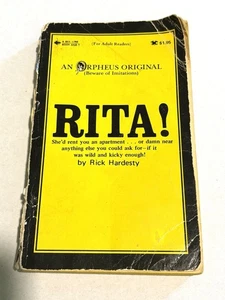 (For Adult Readers)
$1.95
AN ORPHEUS ORIGINAL
(Beware of Imitations)
RITA!
She'd rent you an apartment . . . or damn near
anything else you could ask for—if it
was wild and kicky enough!
by Rick Hardesty